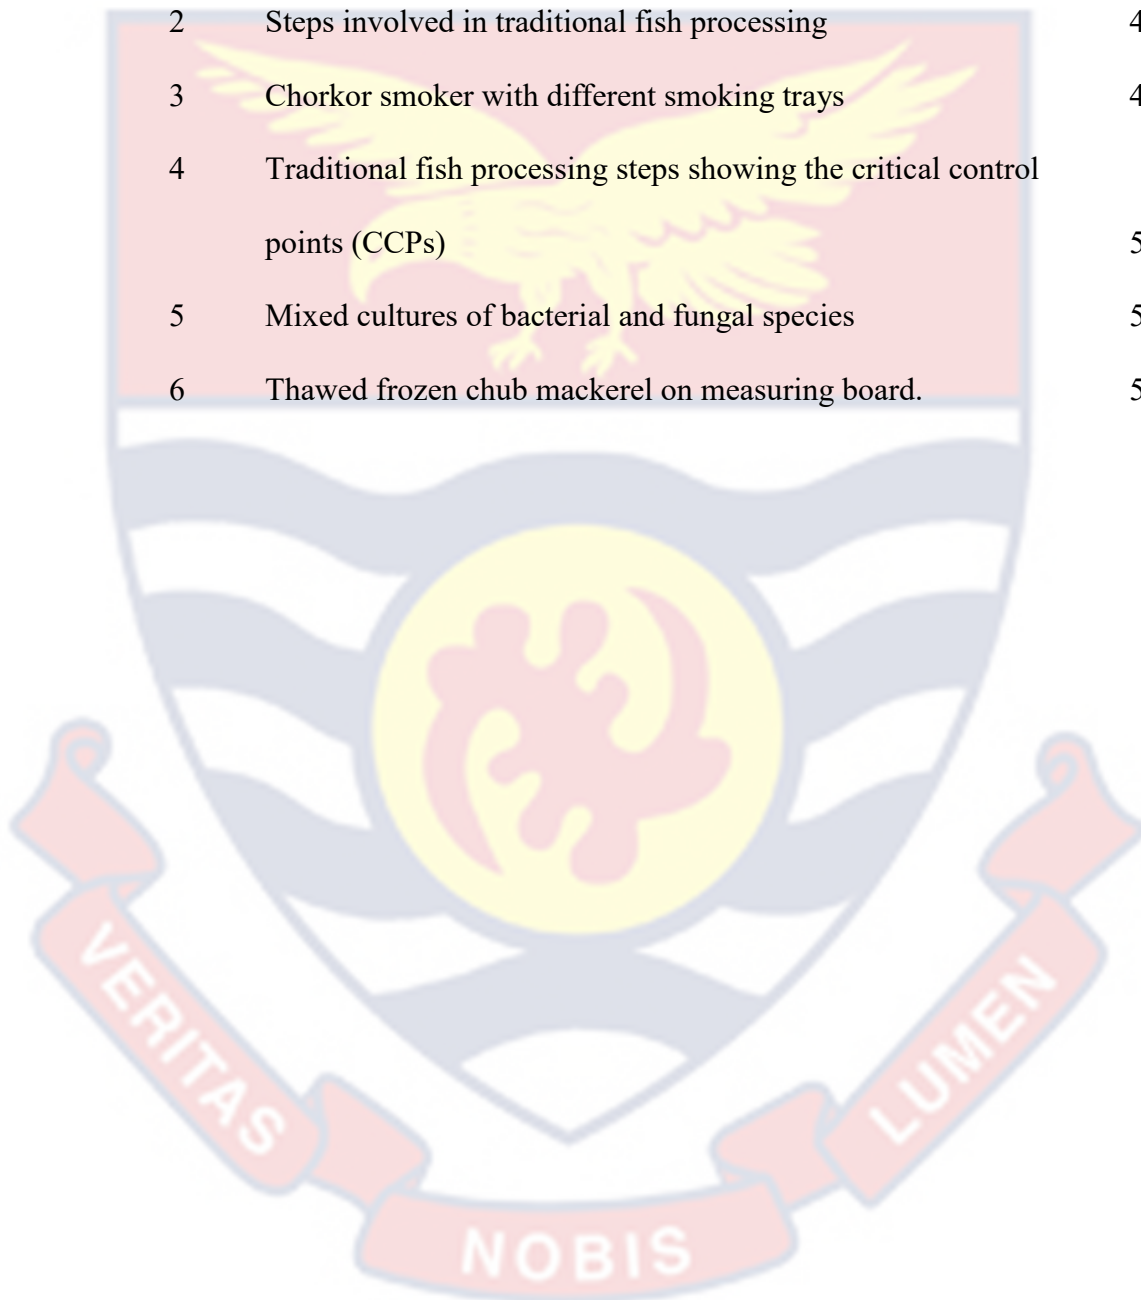 2 Steps involved in traditional fish processing 4
3 Chorkor smoker with different smoking trays 4
4 Traditional fish processing steps showing the critical control
points (CCPs) 5
5 Mixed cultures of bacterial and fungal species 5
6 Thawed frozen chub mackerel on measuring board. 5
VERITAS
NOBIS
LUMEN